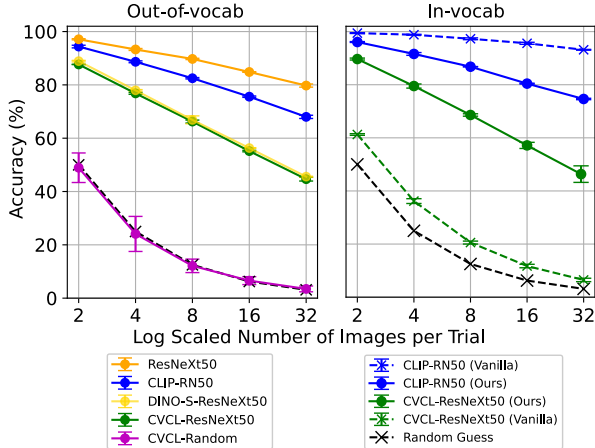 Out-of-vocab
In-vocab
Accuracy (%)
100
80
60
40
20
0
2 4 8 16 32
2 4 8 16 32
Log Scaled Number of Images per Trial
ResNeXt50
CLIP-RN50
DINO-S-ResNeXt50
CVCL-ResNeXt50
CVCL-Random
CLIP-RN50 (Vanilla)
CLIP-RN50 (Ours)
CVCL-ResNeXt50 (Ours)
CVCL-ResNeXt50 (Vanilla)
Random Guess